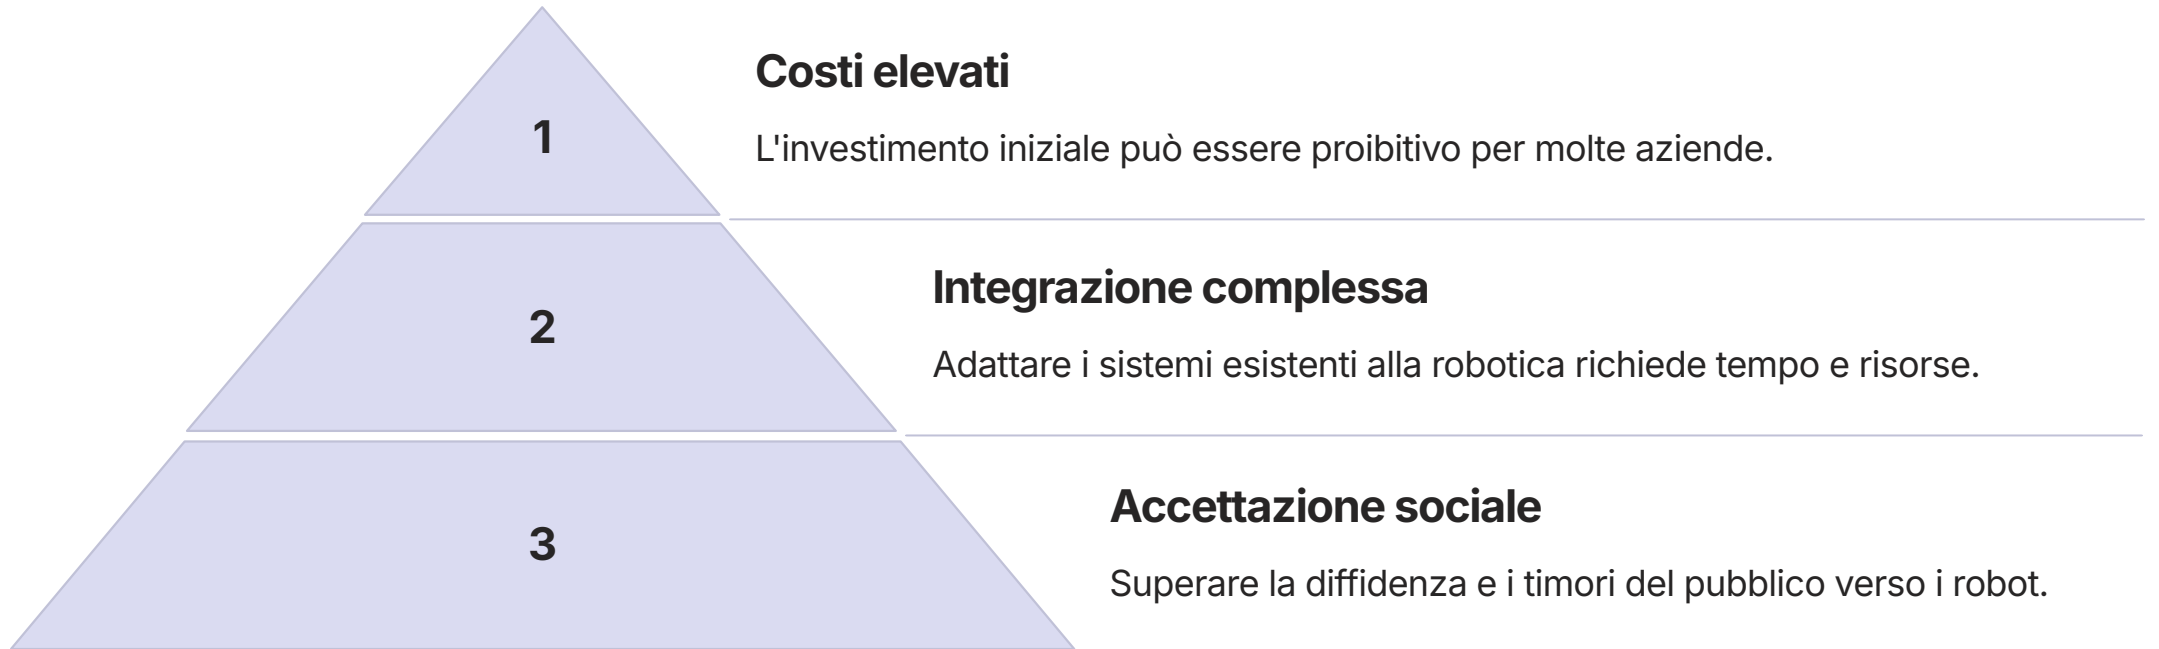 1
Costi elevati
L'investimento iniziale può essere proibitivo per molte aziende.
2
Integrazione complessa
Adattare i sistemi esistenti alla robotica richiede tempo e risorse.
3
Accettazione sociale
Superare la diffidenza e i timori del pubblico verso i robot.